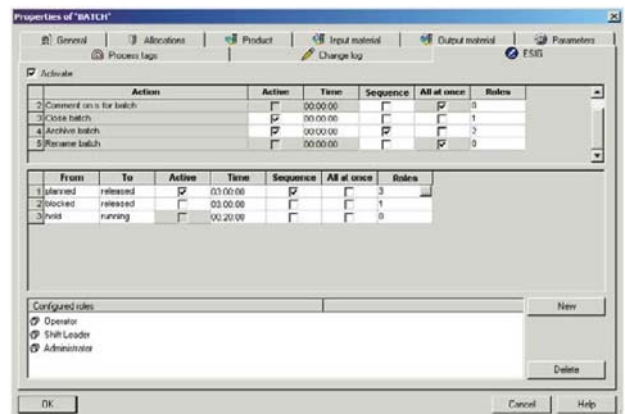 Properties of "BATCH"
General Allocations Product Input material Output material Parameters
Process tags Change log ESIG
Activate
Action Active Time Sequence All at once Roles
2 Comment on s for batch 00:00:00 0
3 Close batch 00:00:00 1
4 Archive batch 00:00:00 2
5 Rename batch 00:00:00 0
From To Active Time Sequence All at once Roles
1 planned released 03:00:00 3 ...
2 blocked released 03:00:00 1
3 hold running 00:20:00 0
Configured roles
New
Operator
Shift Leader
Administrator
Delete
OK Cancel Help